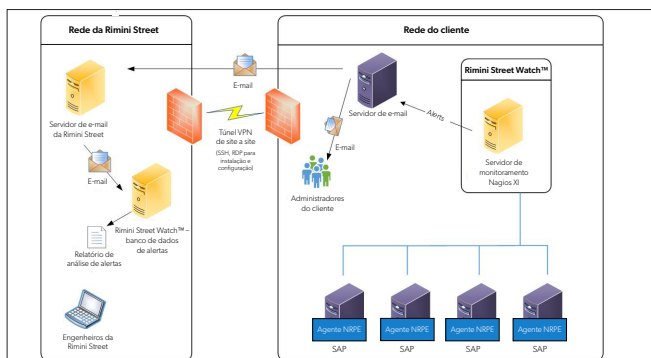 Rede da Rimini Street
Rede do cliente
Rimini Street Watch™
E-mail
Servidor de e-mail
da Rimini Street
Túnel VPN
de site a site
(SSH, RDP para
instalação e
configuração)
Servidor de e-mail
Alerts
E-mail
Servidor de
monitoramento
Nagios XI
E-mail
Administradores
do cliente
Rimini Street Watch™ –
banco de dados
de alertas
Relatório de
análise de alertas
Engenheiros da
Rimini Street
Agente NRPE
Agente NRPE
Agente NRPE
Agente NRPE
SAP
SAP
SAP
SAP